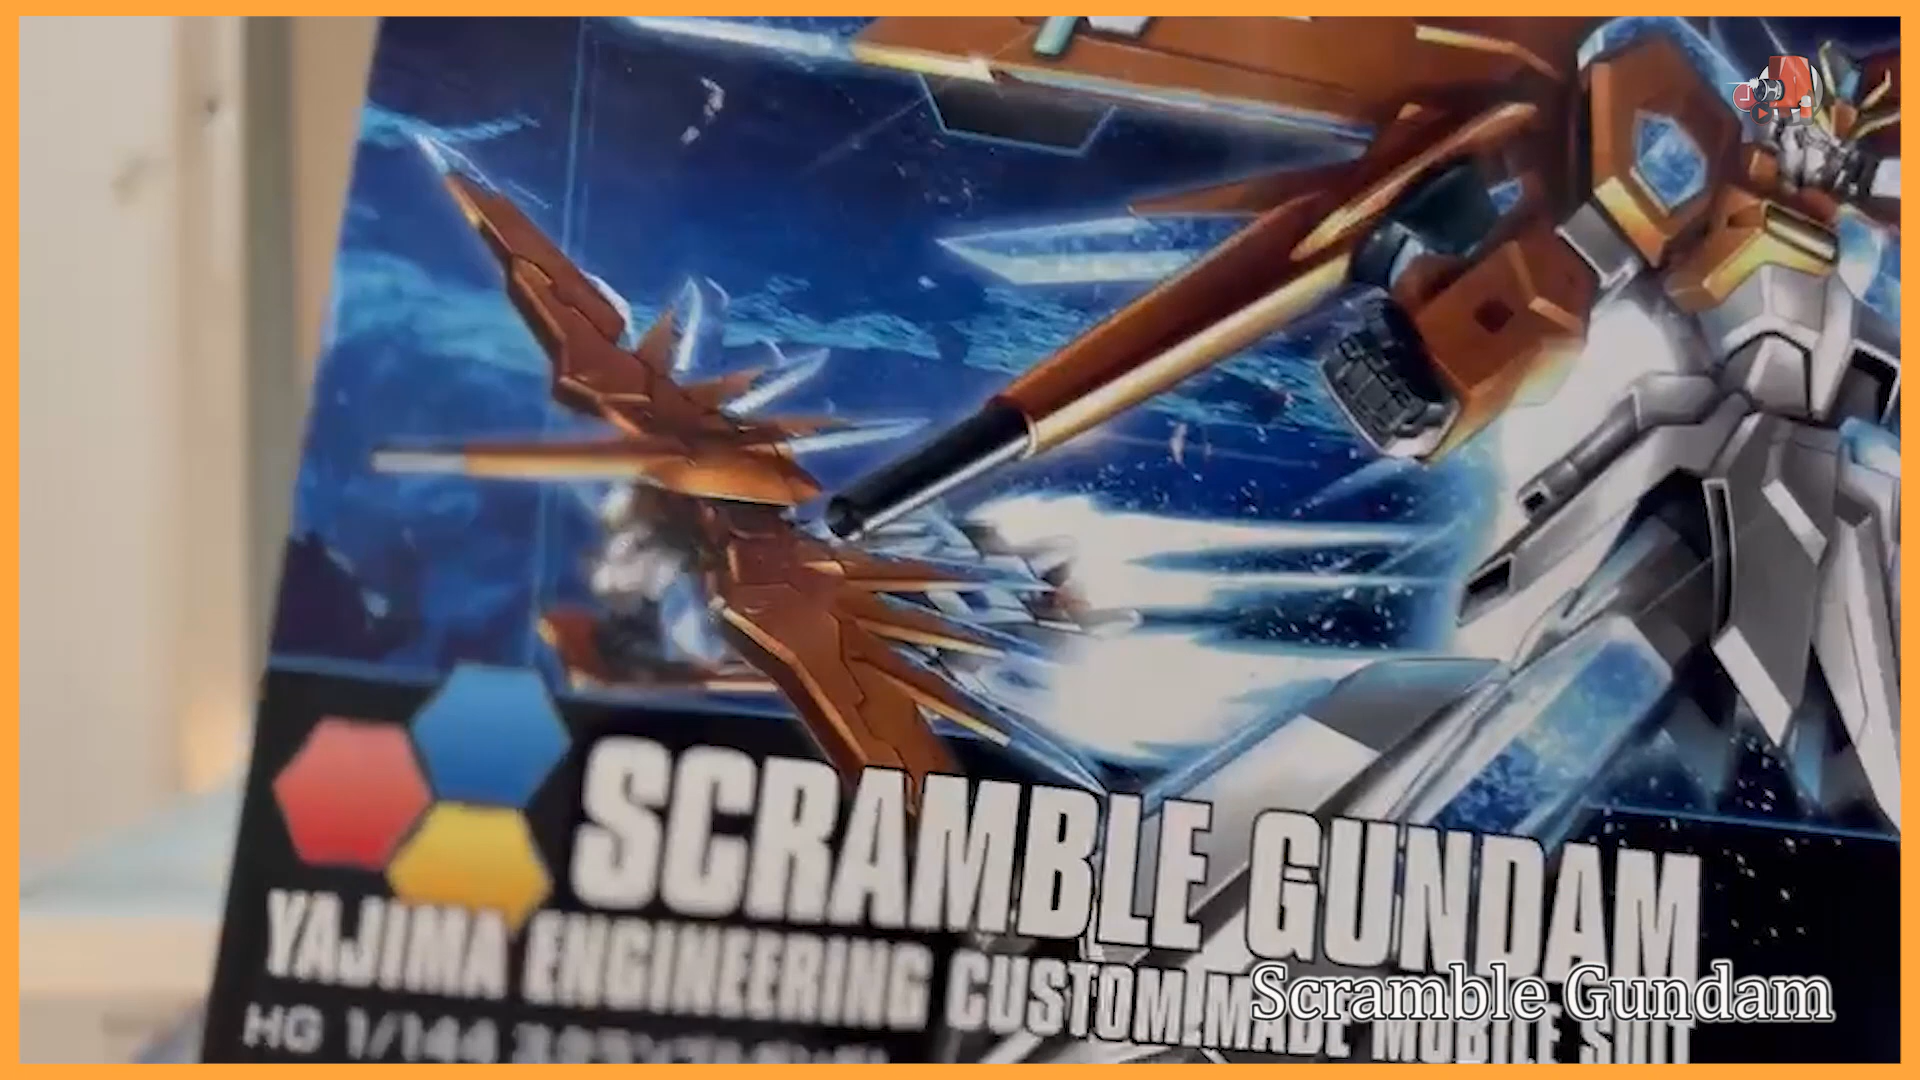 SCRAMBLE GUNDAM
YAJIMA ENGINEERING CUSTOM MADE MOBILE SUIT
HG 1/144
Scramble Gundam